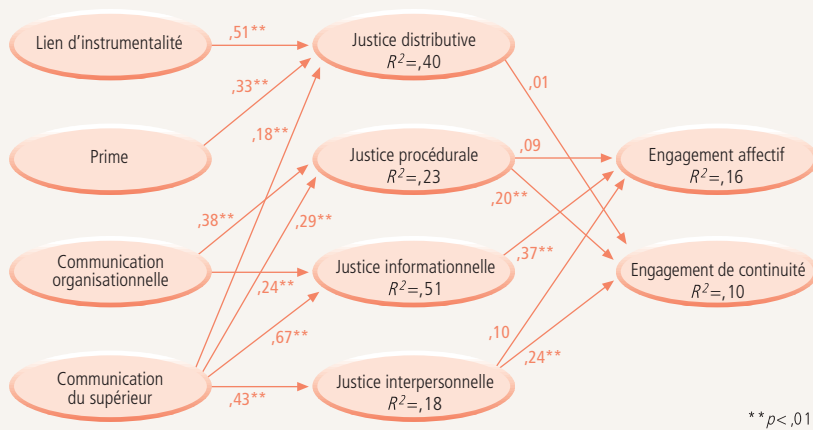 Lien d'instrumentalité
,51**
Justice distributive
R²=,40
,33**
,01
,18**
Prime
Justice procédurale
R²=,23
,09
Engagement affectif
R²=,16
,20**
,38**
,29**
Communication
organisationnelle
Justice informationnelle
R²=,51
,37**
Engagement de continuité
R²=,10
,24**
,67**
,10
Communication
du supérieur
,43**
Justice interpersonnelle
R²=,18
,24**
**p< ,01